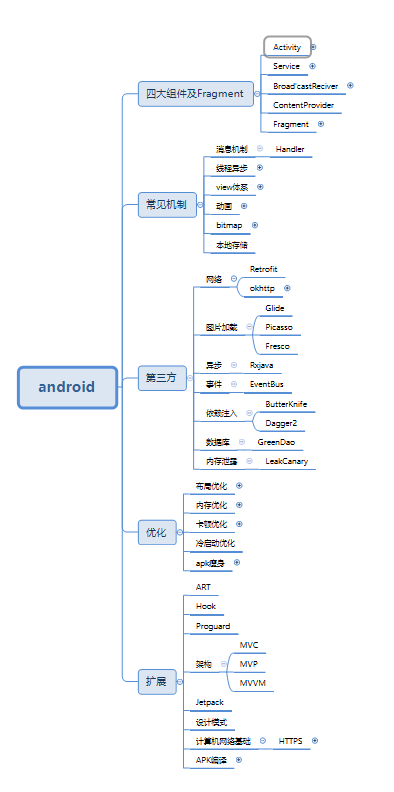 android
四大组件及Fragment
Activity
Service
Broad'castReciver
ContentProvider
Fragment
常见机制
消息机制
Handler
线程异步
view体系
动画
bitmap
本地存储
第三方
网络
Retrofit
okhttp
图片加载
Glide
Picasso
Fresco
异步
Rxjava
事件
EventBus
依赖注入
ButterKnife
Dagger2
数据库
GreenDao
内存泄露
LeakCanary
优化
布局优化
内存优化
卡顿优化
冷启动优化
apk瘦身
扩展
ART
Hook
Proguard
架构
MVC
MVP
MVVM
Jetpack
设计模式
计算机网络基础
HTTPS
APK编译